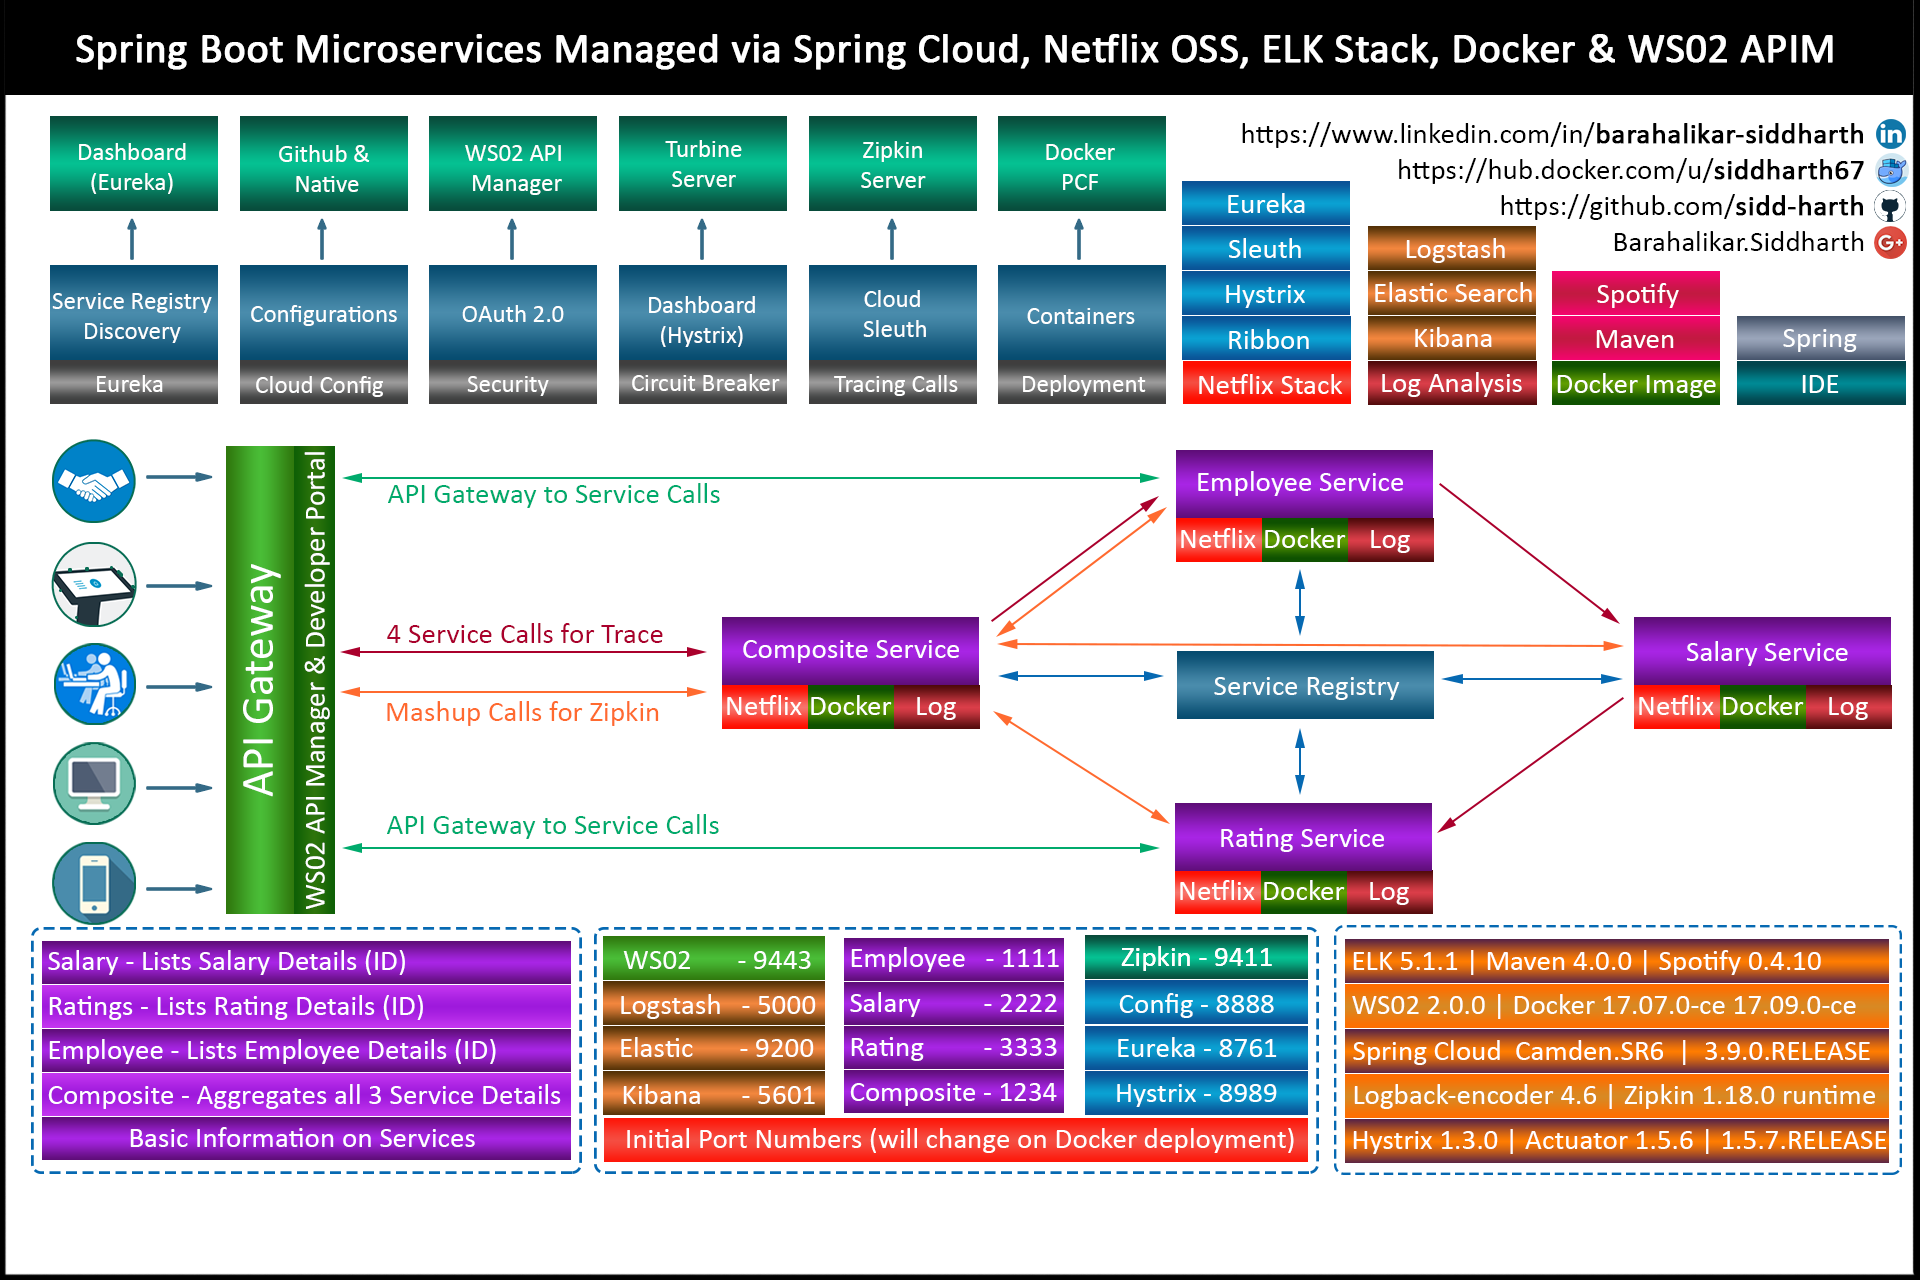 Spring Boot Microservices Managed via Spring Cloud, Netflix OSS, ELK Stack, Docker & WS02 APIM
https://www.linkedin.com/in/barahalikar-siddharth
https://hub.docker.com/u/siddharth67
https://github.com/sidd-harth
Barahalikar.Siddharth
in
G+
Dashboard
(Eureka)
Github &
Native
WS02 API
Manager
Turbine
Server
Zipkin
Server
Docker
PCF
Service Registry
Discovery
Configurations
OAuth 2.0
Dashboard
(Hystrix)
Cloud
Sleuth
Containers
Eureka
Cloud Config
Security
Circuit Breaker
Tracing Calls
Deployment
Eureka
Sleuth
Hystrix
Ribbon
Netflix Stack
Logstash
Elastic Search
Kibana
Log Analysis
Spotify
Maven
Docker Image
Spring
IDE
API Gateway
WS02 API Manager & Developer Portal
API Gateway to Service Calls
4 Service Calls for Trace
Mashup Calls for Zipkin
API Gateway to Service Calls
Employee Service
Netflix Docker Log
Composite Service
Netflix Docker Log
Service Registry
Salary Service
Netflix Docker Log
Rating Service
Netflix Docker Log
Salary - Lists Salary Details (ID)
Ratings - Lists Rating Details (ID)
Employee - Lists Employee Details (ID)
Composite - Aggregates all 3 Service Details
Basic Information on Services
WS02 - 9443
Logstash - 5000
Elastic - 9200
Kibana - 5601
Employee - 1111
Salary - 2222
Rating - 3333
Composite - 1234
Zipkin - 9411
Config - 8888
Eureka - 8761
Hystrix - 8989
Initial Port Numbers (will change on Docker deployment)
ELK 5.1.1 | Maven 4.0.0 | Spotify 0.4.10
WS02 2.0.0 | Docker 17.07.0-ce 17.09.0-ce
Spring Cloud Camden.SR6 | 3.9.0.RELEASE
Logback-encoder 4.6 | Zipkin 1.18.0 runtime
Hystrix 1.3.0 | Actuator 1.5.6 | 1.5.7.RELEASE